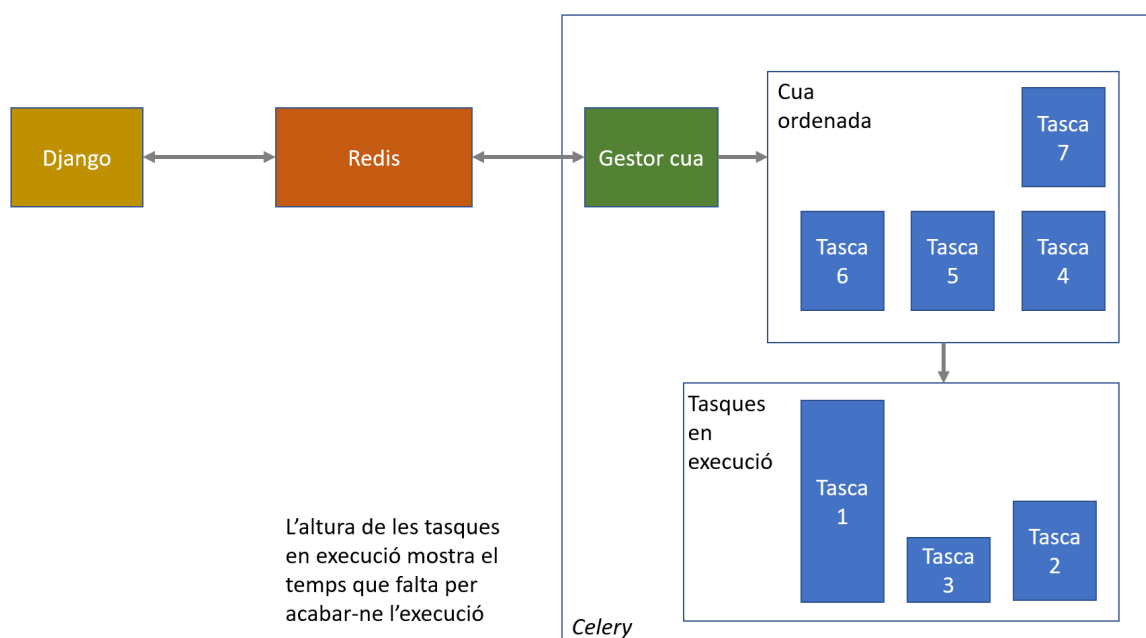 Django
Redis
Gestor cua
Cua
ordenada
Tasca
7
Tasca
6
Tasca
5
Tasca
4
Tasques
en
execució
Tasca
1
Tasca
3
Tasca
2
L'altura de les tasques
en execució mostra el
temps que falta per
acabar-ne l'execució
Celery